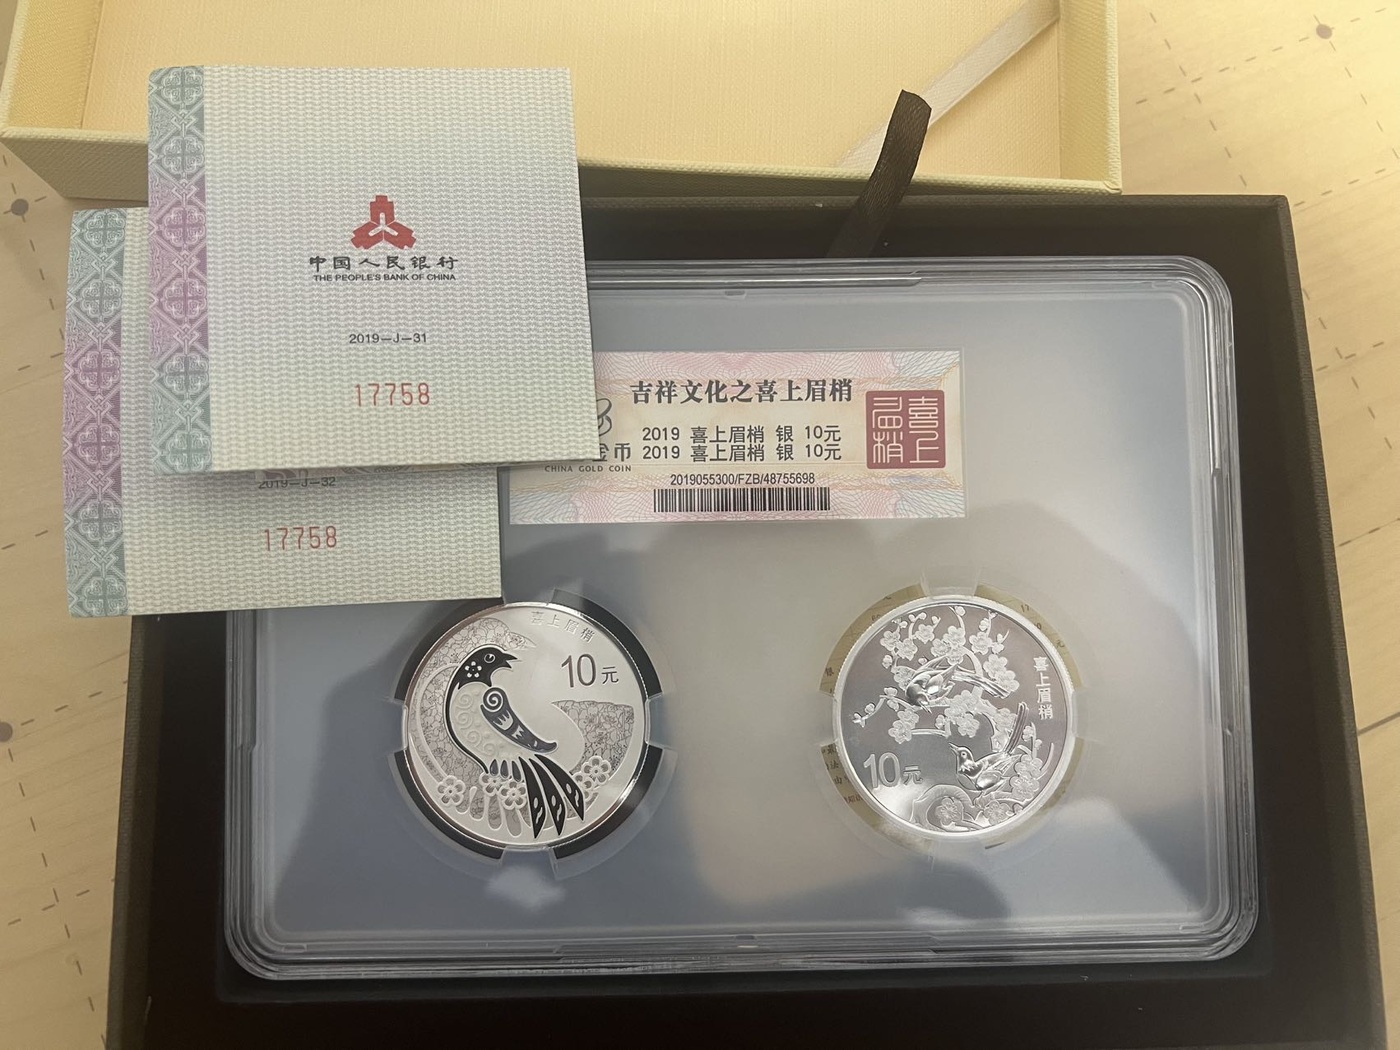 中国人民银行
THE PEOPLE'S BANK OF CHINA
2019-J-31
17758
2019-J-32
17758
吉祥文化之喜上眉梢
2019 喜上眉梢 银 10元
金币 2019 喜上眉梢 银 10元
CHINA GOLD COIN
2019055300/FZB/48755698
喜上眉梢
喜上眉梢
10元
喜上眉梢
10元